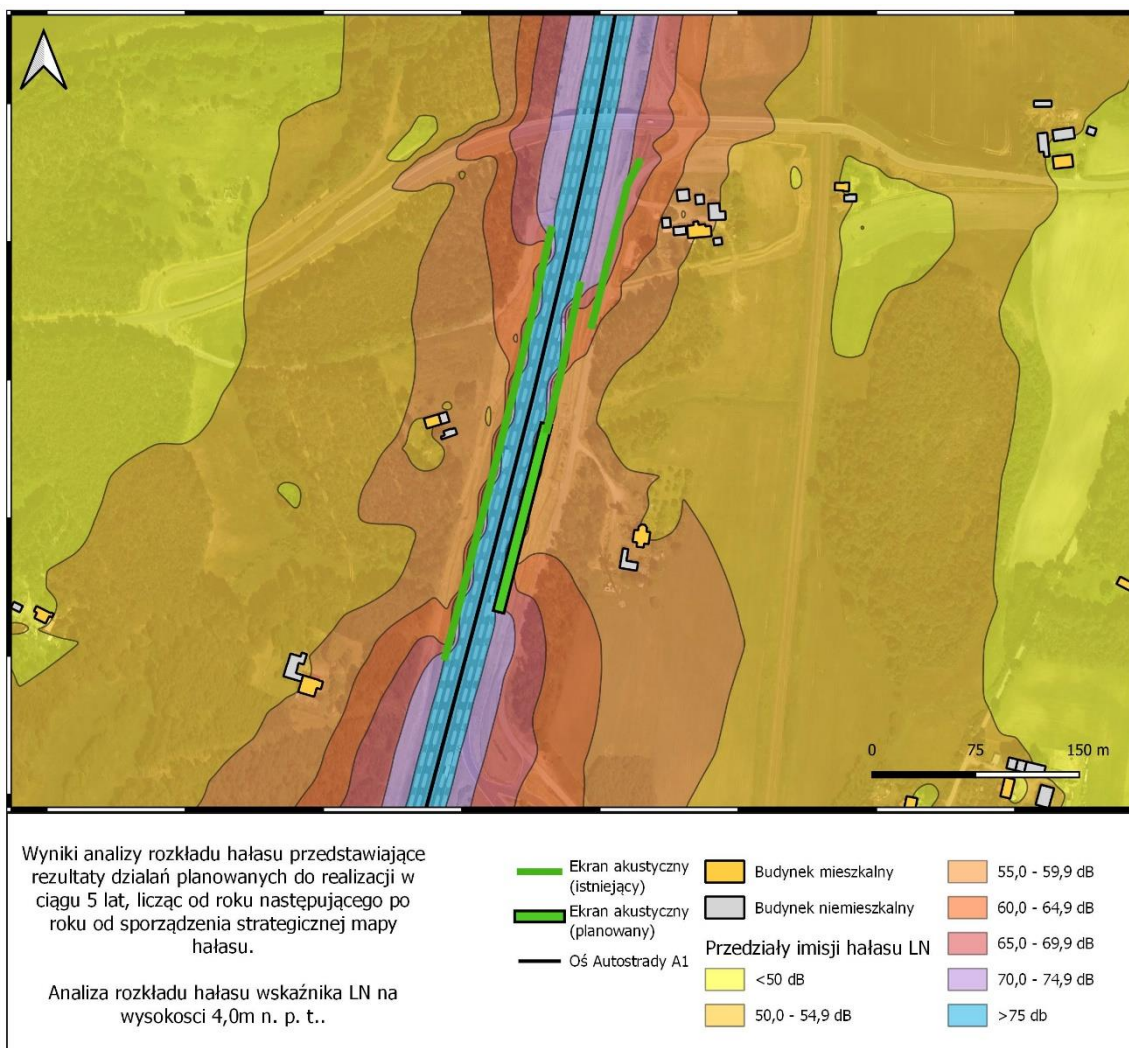 0 75 150 m
Wyniki analizy rozkładu hałasu przedstawiające
rezultaty działań planowanych do realizacji w
ciągu 5 lat, licząc od roku następującego po
roku od sporządzenia strategicznej mapy
hałasu.
Analiza rozkładu hałasu wskaźnika LN na
wysokosci 4,0m n. p. t..
Ekran akustyczny
(istniejący)
Ekran akustyczny
(planowany)
Oś Autostrady A1
Budynek mieszkalny
Budynek niemieszkalny
Przedziały imisji hałasu LN
<50 dB
50,0 - 54,9 dB
55,0 - 59,9 dB
60,0 - 64,9 dB
65,0 - 69,9 dB
70,0 - 74,9 dB
>75 db